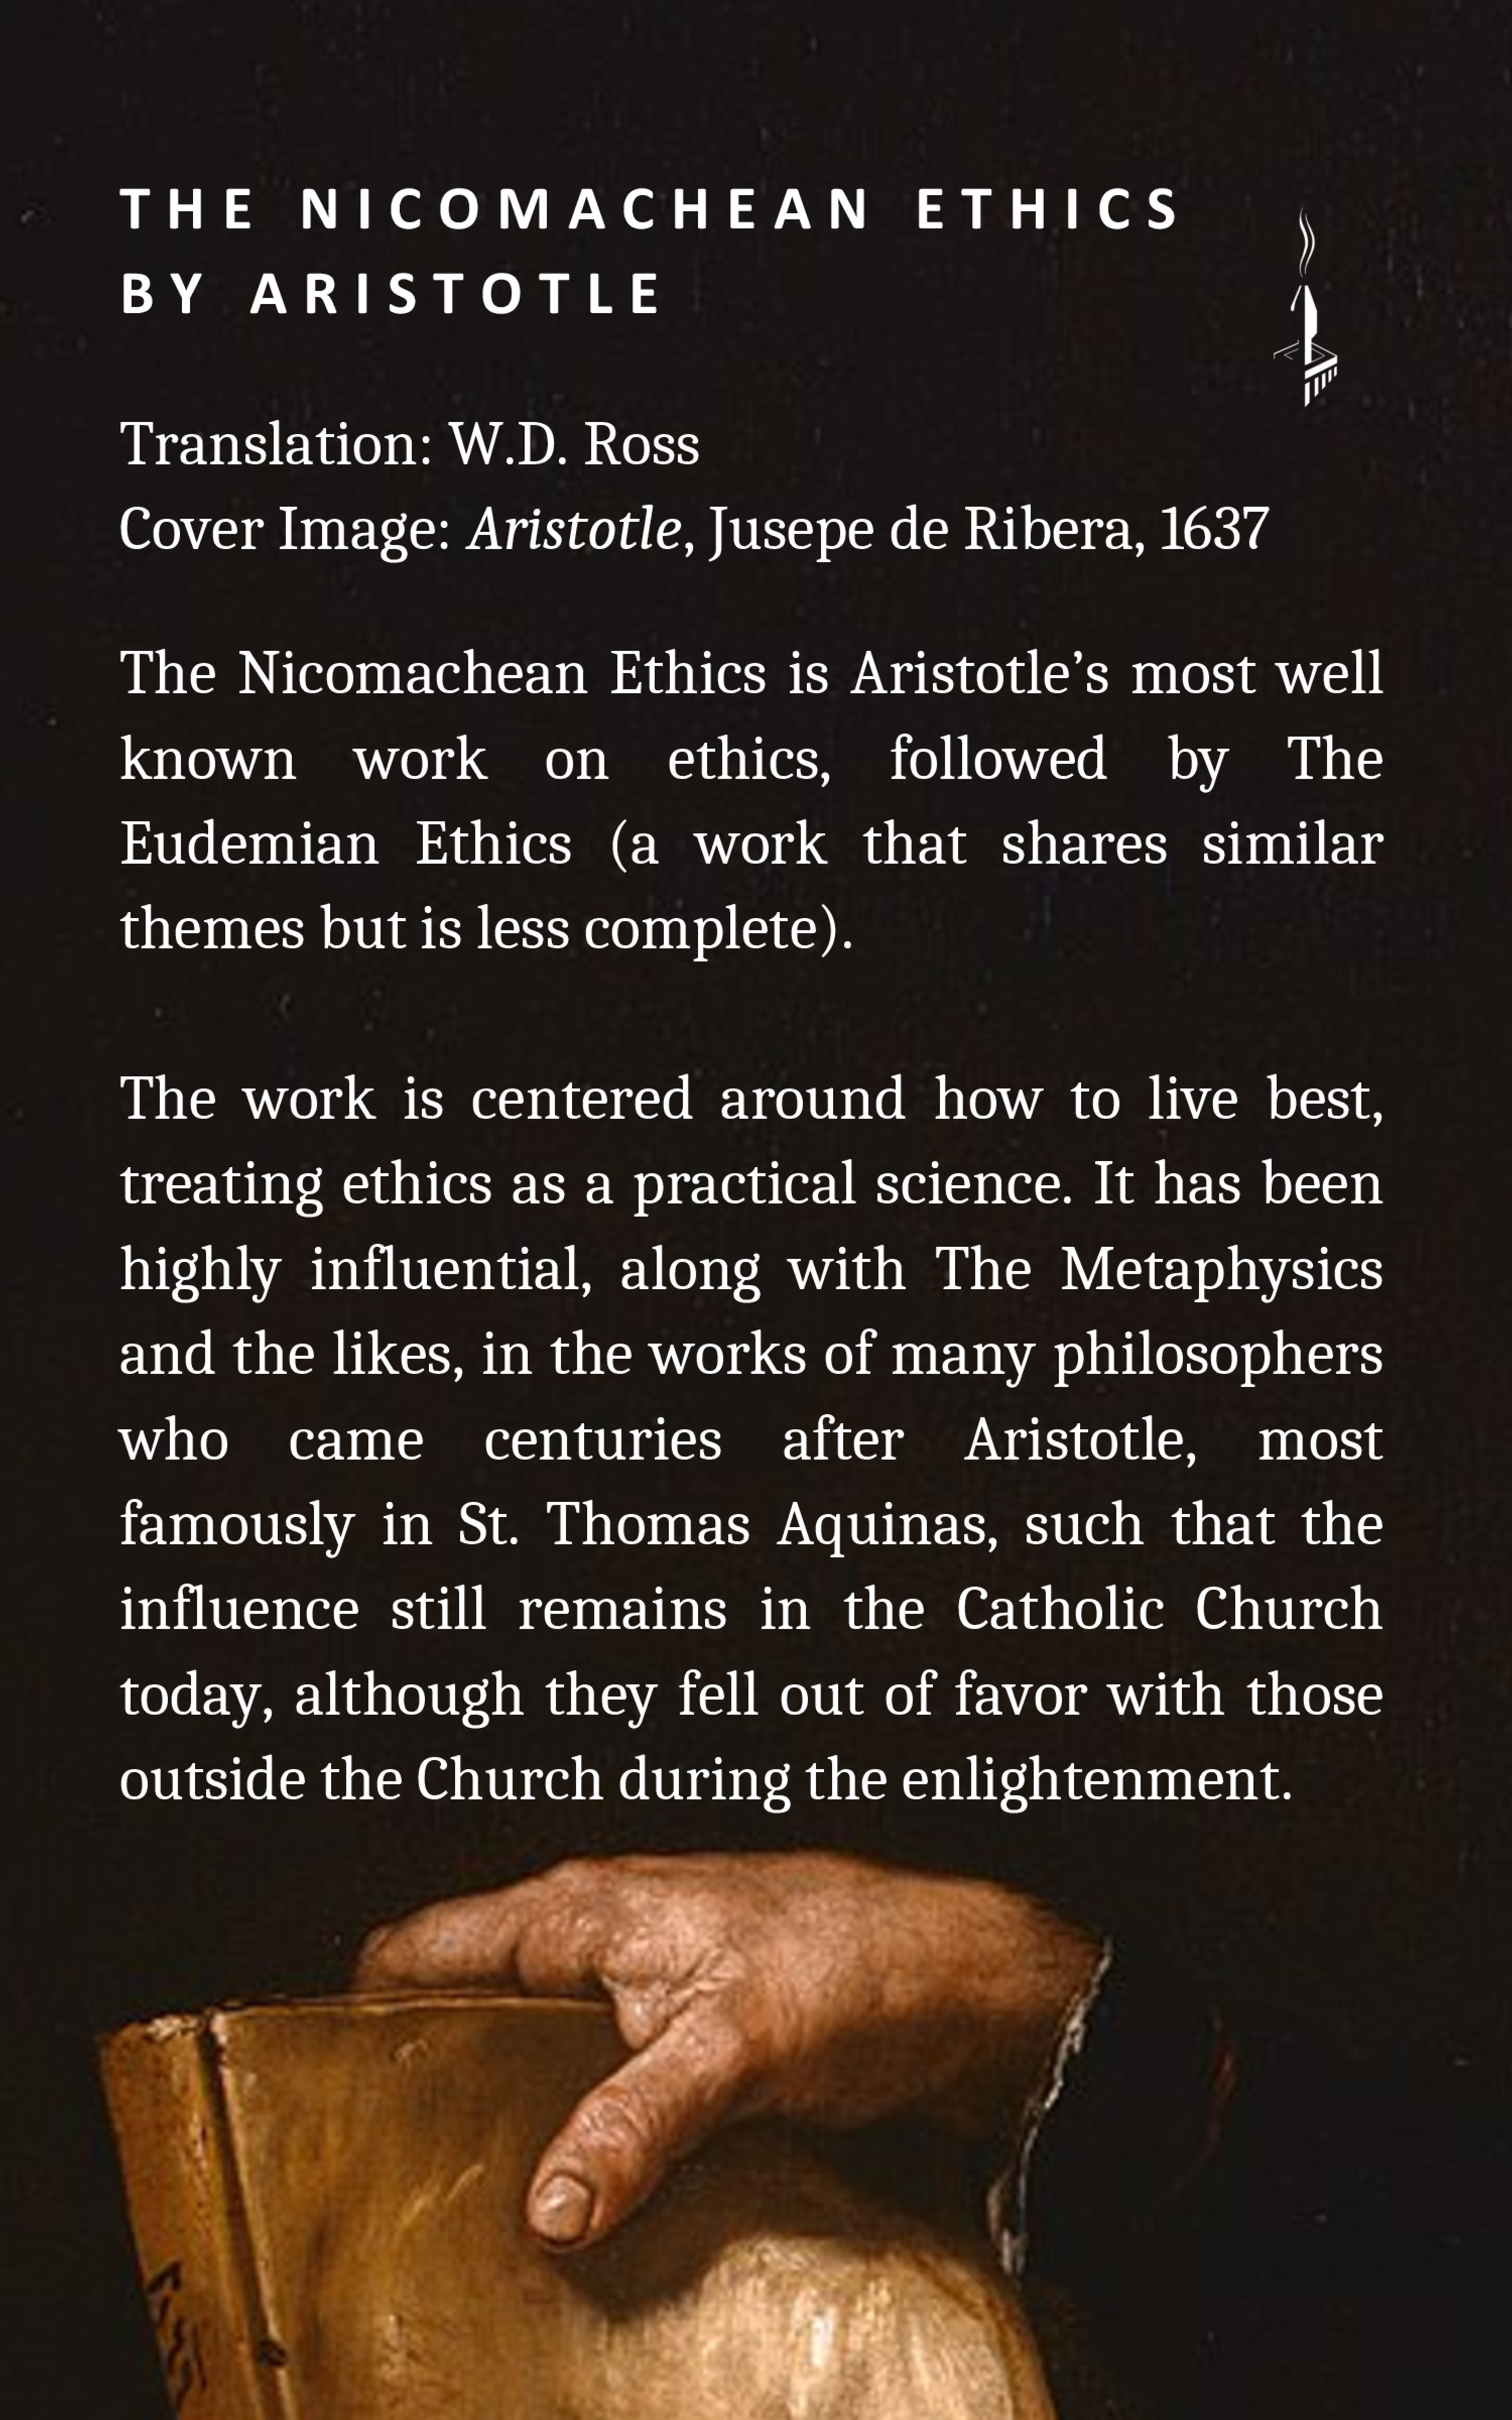 THE NICOMACHEAN ETHICS
BY ARISTOTLE
Translation: W.D. Ross
Cover Image: Aristotle, Jusepe de Ribera, 1637
The Nicomachean Ethics is Aristotle’s most well
known work on ethics, followed by The
Eudemian Ethics (a work that shares similar
themes but is less complete).
The work is centered around how to live best,
treating ethics as a practical science. It has been
highly influential, along with The Metaphysics
and the likes, in the works of many philosophers
who came centuries after Aristotle, most
famously in St. Thomas Aquinas, such that the
influence still remains in the Catholic Church
today, although they fell out of favor with those
outside the Church during the enlightenment.